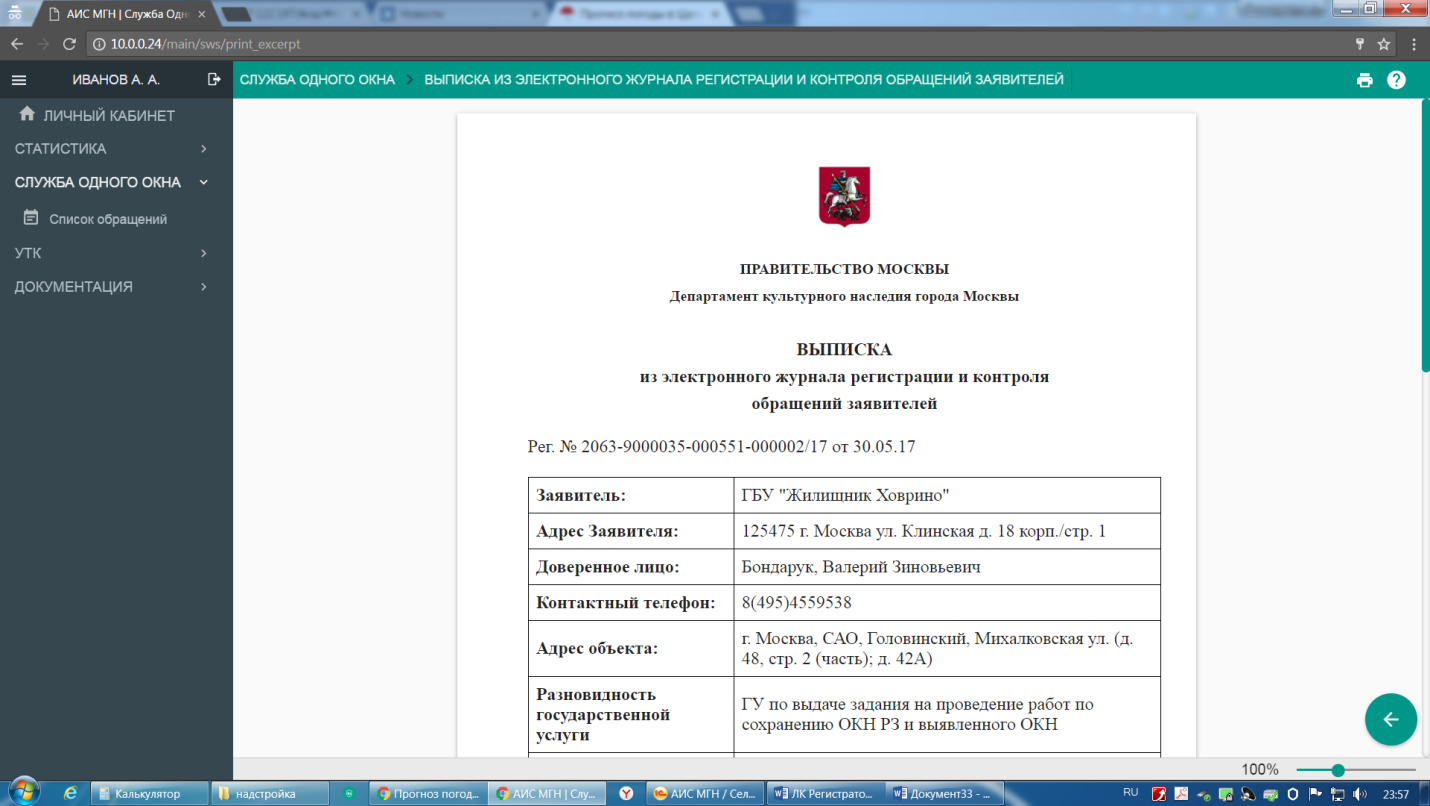 АИС МГН | Служба Одн
10.0.0.24/main/sws/print_excerpt
ИВАНОВ А. А.
СЛУЖБА ОДНОГО ОКНА > ВЫПИСКА ИЗ ЭЛЕКТРОННОГО ЖУРНАЛА РЕГИСТРАЦИИ И КОНТРОЛЯ ОБРАЩЕНИЙ ЗАЯВИТЕЛЕЙ
ЛИЧНЫЙ КАБИНЕТ
СТАТИСТИКА
СЛУЖБА ОДНОГО ОКНА
Список обращений
УТК
ДОКУМЕНТАЦИЯ
ПРАВИТЕЛЬСТВО МОСКВЫ
Департамент культурного наследия города Москвы
ВЫПИСКА
из электронного журнала регистрации и контроля
обращений заявителей
Рег. № 2063-9000035-000551-000002/17 от 30.05.17
Заявитель: ГБУ "Жилищник Ховрино"
Адрес Заявителя: 125475 г. Москва ул. Клинская д. 18 корп./стр. 1
Доверенное лицо: Бондарук, Валерий Зиновьевич
Контактный телефон: 8(495)4559538
Адрес объекта: г. Москва, САО, Головинский, Михалковская ул. (д.
48, стр. 2 (часть); д. 42А)
Разновидность
государственной
услуги
ГУ по выдаче задания на проведение работ по
сохранению ОКН РЗ и выявленного ОКН
100%
Калькулятор
надстройка
Прогноз погод...
АИС МГН | Слу...
АИС МГН / Сел...
ЛК Регистрато...
Документ33 - ...
RU
23:57